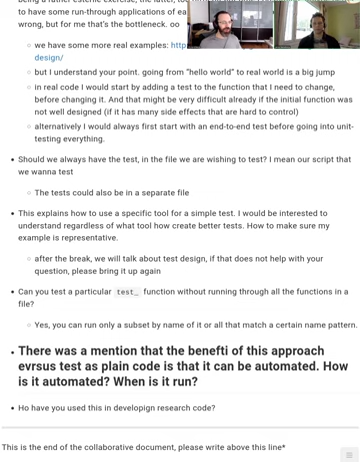 to have some run-through applications of ea
wrong, but for me that's the bottleneck. oo
we have some more real examples: http
design/
but I understand your point. going from "hello world" to real world is a big jump
in real code I would start by adding a test to the function that I need to change,
before changing it. And that might be very difficult already if the initial function was
not well designed (if it has many side effects that are hard to control)
alternatively I would always first start with an end-to-end test before going into unit-
testing everything.
Should we always have the test, in the file we are wishing to test? I mean our script that
we wanna test
The tests could also be in a separate file
This explains how to use a specific tool for a simple test. I would be interested to
understand regardless of what tool how create better tests. How to make sure my
example is representative.
after the break, we will talk about test design, if that does not help with your
question, please bring it up again
Can you test a particular test_ function without running through all the functions in a
file?
Yes, you can run only a subset by name of it or all that match a certain name pattern.
There was a mention that the benefti of this approach
evrsus test as plain code is that it can be automated. How
is it automated? When is it run?
Ho have you used this in developign research code?
This is the end of the collaborative document, please write above this line*